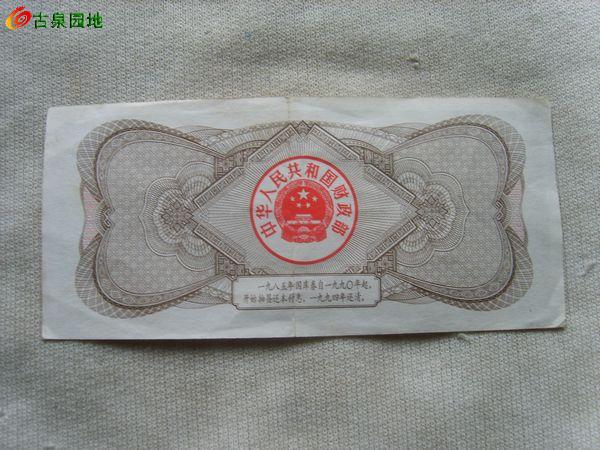 古泉园地
中华人民共和国财政部
一九八五年国库券自一九九〇年起，
开始抽签还本付息，一九九四年还清。